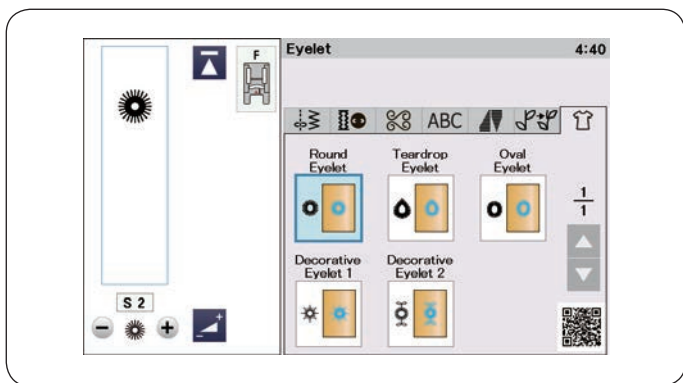 F
Eyelet
4:40
ABC
Round
Eyelet
Teardrop
Eyelet
Oval
Eyelet
1
1
Decorative
Eyelet 1
Decorative
Eyelet 2
S 2